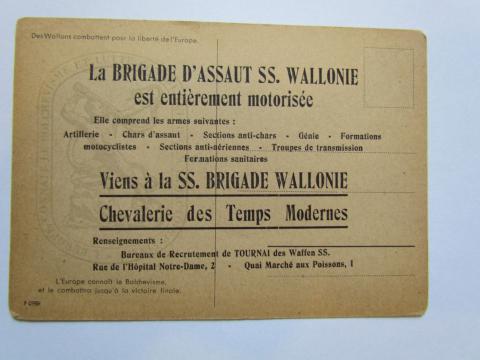 Des Wallons combattent pour la liberté de l'Europe.
La BRIGADE D'ASSAUT SS. WALLONIE
est entièrement motorisée
Elle comprend les armes suivantes :
Artillerie - Chars d'assaut - Sections anti-chars - Génie - Formations
motocyclistes - Sections anti-aériennes - Troupes de transmission
Formations sanitaires
Viens à la SS. BRIGADE WALLONIE
Chevalerie des Temps Modernes
Renseignements :
Bureaux de Recrutement de TOURNAI des Waffen SS.
Rue de l'Hôpital Notre-Dame, 2 - Quai Marché aux Poissons, 1
L'Europe connaît le Bolchevisme,
et le combattra jusqu'à la victoire finale.